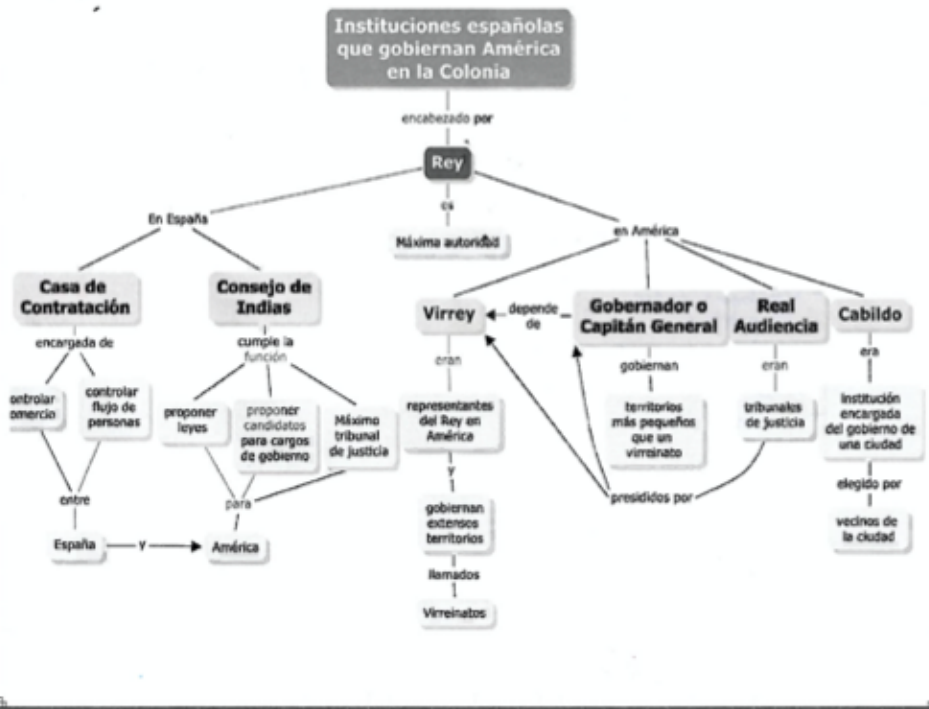 Instituciones españolas
que gobiernan América
en la Colonia
encabezado por
Rey
es
Máxima autoridad
En España
en América
Casa de
Contratación
encargada de
ontrolar
omercio
controlar
flujo de
personas
entre
España
y
América
Consejo de
Indias
cumple la
función
proponer
leyes
proponer
candidatos
para cargos
de gobierno
Máximo
tribunal
de justicia
para
Virrey
depende
de
eran
representantes
del Rey en
América
y
gobiernan
extensos
territorios
llamados
Virreinatos
Gobernador o
Capitán General
gobiernan
territorios
más pequeños
que un
virreinato
Real
Audiencia
eran
tribunales
de justicia
presididos por
Cabildo
era
Institución
encargada
del gobierno de
una ciudad
elegido por
vecinos de
la ciudad